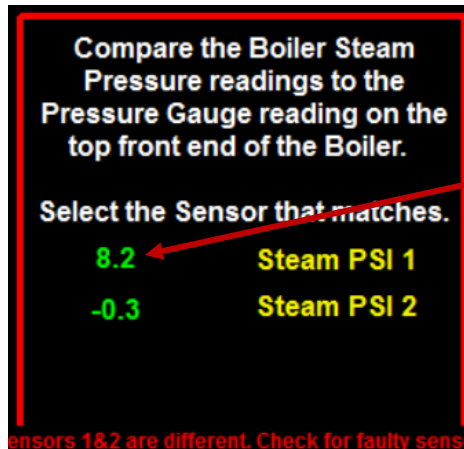 Compare the Boiler Steam
Pressure readings to the
Pressure Gauge reading on the
top front end of the Boiler.
Select the Sensor that matches.
8.2 Steam PSI 1
-0.3 Steam PSI 2
ensors 1&2 are different. Check for faulty sens